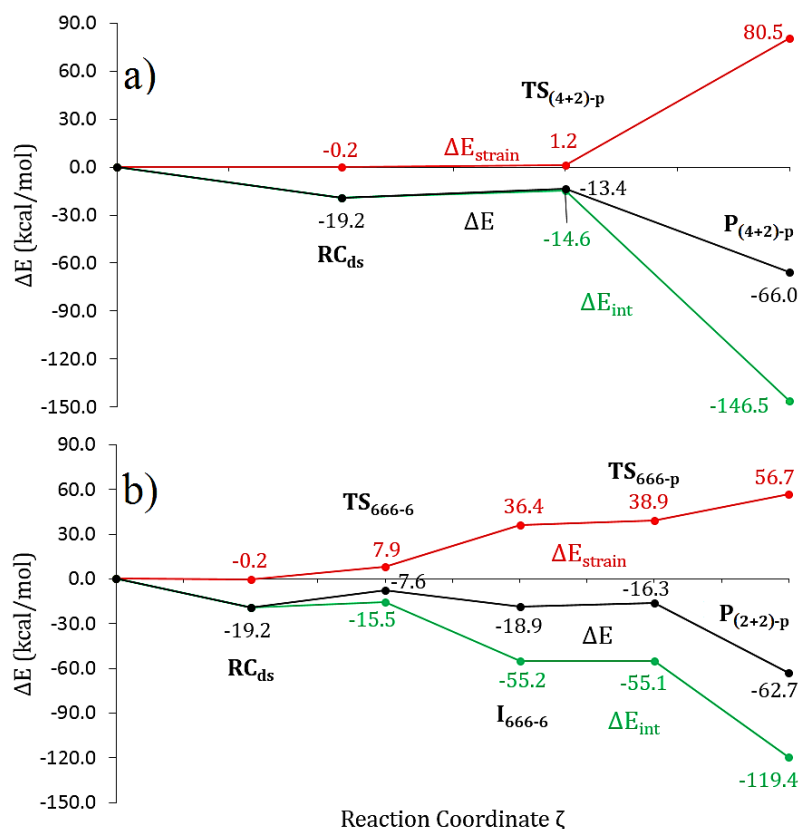 90.0
80.5
a)
60.0
TS(4+2)-p
30.0
-0.2
ΔEstrain
1.2
0.0
-13.4
-30.0
-19.2
ΔE
-14.6
P(4+2)-p
RCds
-60.0
-66.0
ΔEint
-90.0
-120.0
-146.5
-150.0
ΔE (kcal/mol)
90.0
b)
TS666-p
56.7
60.0
TS666-6
36.4
38.9
30.0
-0.2
7.9
ΔEstrain
0.0
-7.6
-16.3
-30.0
-19.2
-15.5
-18.9
ΔE
P(2+2)-p
RCds
-60.0
-55.2
-55.1
-62.7
I666-6
ΔEint
-90.0
-120.0
-119.4
-150.0
ΔE (kcal/mol)
Reaction Coordinate ζ